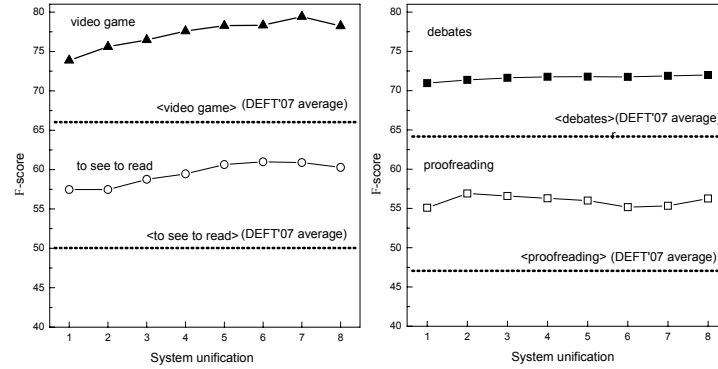 video game
<video game> (DEFT'07 average)
to see to read
<to see to read> (DEFT'07 average)
F-score
80
75
70
65
60
55
50
45
40
1 2 3 4 5 6 7 8
System unification
debates
<debates>(DEFT'07 average)
r
proofreading
<proofreading> (DEFT'07 average)
F-score
80
75
70
65
60
55
50
45
40
1 2 3 4 5 6 7 8
System unification